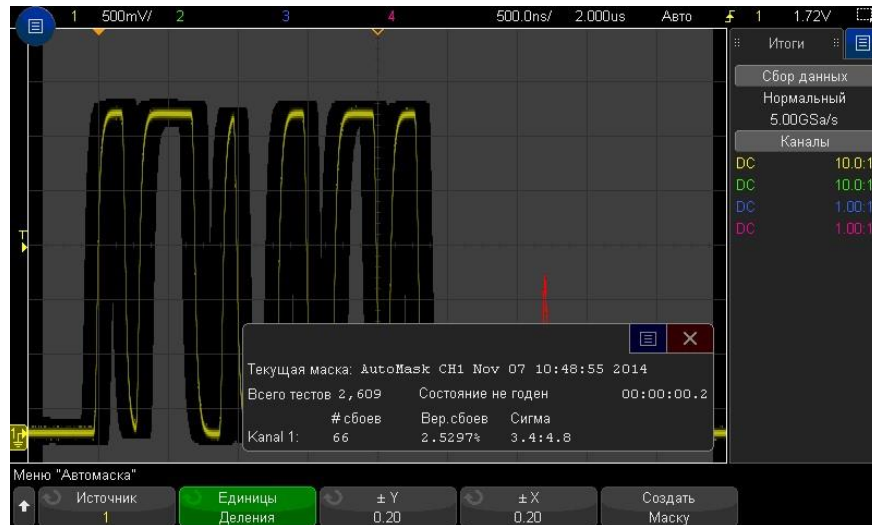 1 500mV/ 2 3 4 500.0ns/ 2.000us Авто 1 1.72V
Итоги
Сбор данных
Нормальный
5.00GSa/s
Каналы
DC 10.0:1
DC 10.0:1
DC 1.00:1
DC 1.00:1
T
Текущая маска: AutoMask CH1 Nov 07 10:48:55 2014
Всего тестов 2,609 Состояние не годен 00:00:00.2
# сбоев Вер.сбоев Сигма
Kanal 1: 66 2.5297% 3.4:4.8
Меню "Автомаска"
Источник Единицы ± Y ± X Создать
1 Деления 0.20 0.20 Маску